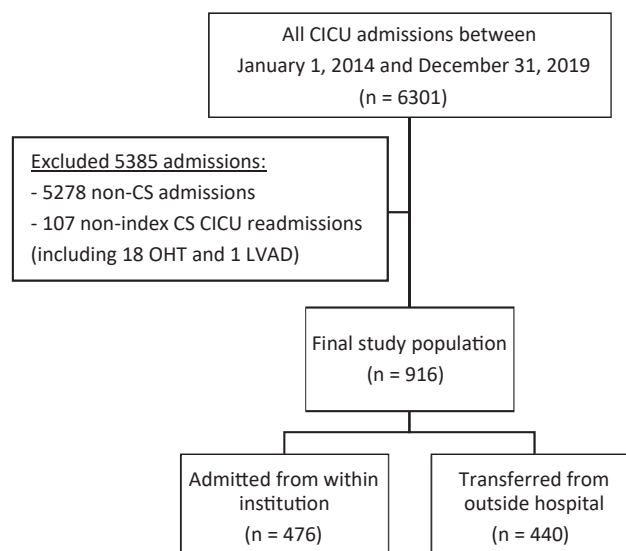 All CICU admissions between
January 1, 2014 and December 31, 2019
(n = 6301)
Excluded 5385 admissions:
- 5278 non-CS admissions
- 107 non-index CS CICU readmissions
(including 18 OHT and 1 LVAD)
Final study population
(n = 916)
Admitted from within
institution
(n = 476)
Transferred from
outside hospital
(n = 440)